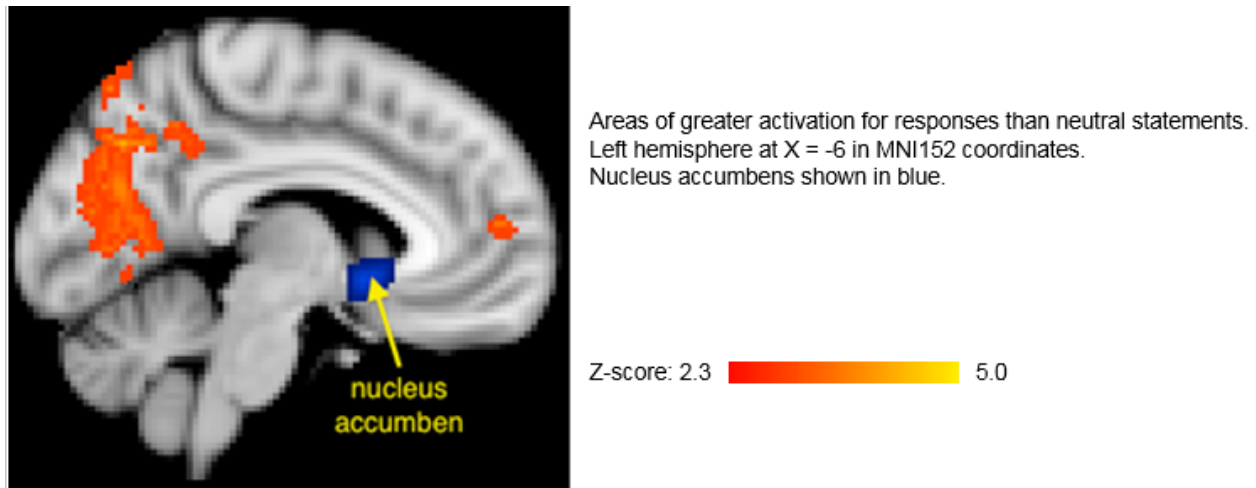 Areas of greater activation for responses than neutral statements.
Left hemisphere at X = -6 in MNI152 coordinates.
Nucleus accumbens shown in blue.
Z-score: 2.3 5.0
nucleus
accumben